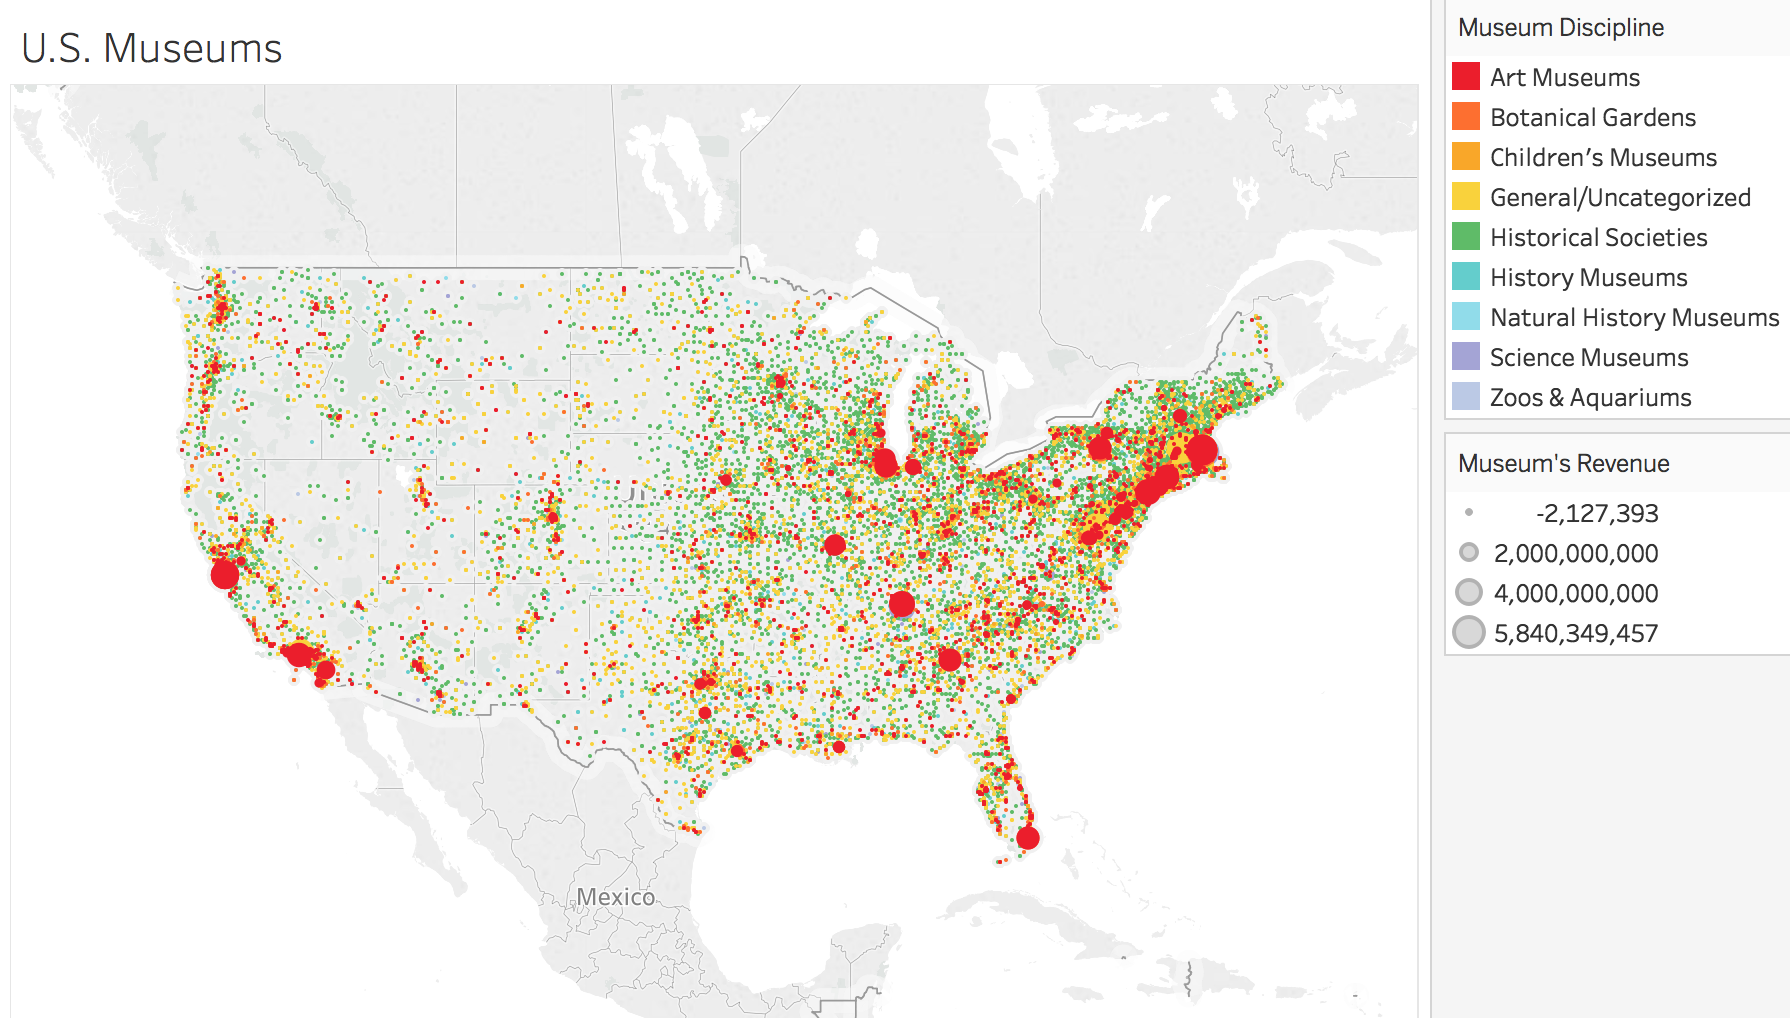 U.S. Museums
Mexico
Museum Discipline
Art Museums
Botanical Gardens
Children's Museums
General/Uncategorized
Historical Societies
History Museums
Natural History Museums
Science Museums
Zoos & Aquariums
Museum's Revenue
-2,127,393
2,000,000,000
4,000,000,000
5,840,349,457